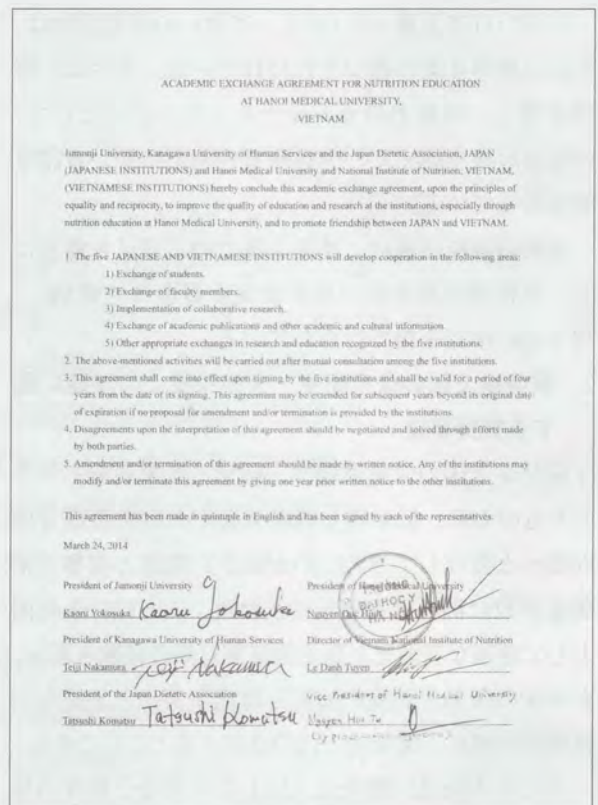 ACADEMIC EXCHANGE AGREEMENT FOR NUTRITION EDUCATION
AT HANOI MEDICAL UNIVERSITY,
VIETNAM
Jumonji University, Kanagawa University of Human Services and the Japan Dietetic Association, JAPAN
(JAPANESE INSTITUTIONS) and Hanoi Medical University and National Institute of Nutrition, VIETNAM,
(VIETNAMESE INSTITUTIONS) hereby conclude this academic exchange agreement, upon the principles of
equality and reciprocity, to improve the quality of education and research at the institutions, especially through
nutrition education at Hanoi Medical University, and to promote friendship between JAPAN and VIETNAM.
1. The five JAPANESE AND VIETNAMESE INSTITUTIONS will develop cooperation in the following areas:
1) Exchange of students.
2) Exchange of faculty members.
3) Implementation of collaborative research.
4) Exchange of academic publications and other academic and cultural information.
5) Other appropriate exchanges in research and education recognized by the five institutions.
2. The above-mentioned activities will be carried out after mutual consultation among the five institutions.
3. This agreement shall come into effect upon signing by the five institutions and shall be valid for a period of four
years from the date of its signing. This agreement may be extended for subsequent years beyond its original date
of expiration if no proposal for amendment and/or termination is provided by the institutions.
4. Disagreements upon the interpretation of this agreement should be negotiated and solved through efforts made
by both parties.
5. Amendment and/or termination of this agreement should be made by written notice. Any of the institutions may
modify and/or terminate this agreement by giving one year prior written notice to the other institutions.
This agreement has been made in quintuple in English and has been signed by each of the representatives.
March 24, 2014
President of Jumonji University
President of Hanoi Medical University
TRƯỜNG
ĐẠI HỌC Y
HÀ NỘI
Kaoru Yokosuka Kaoru Yokosuka
Nguyen Duc Hinh
President of Kanagawa University of Human Services
Director of Vietnam National Institute of Nutrition
Teiji Nakamura Teiji Nakamura
Le Danh Tuyen
President of the Japan Dietetic Association
Vice President of Hanoi Medical University
Tatsushi Komatsu Tatsushi Komatsu
Nguyen Huu Tu